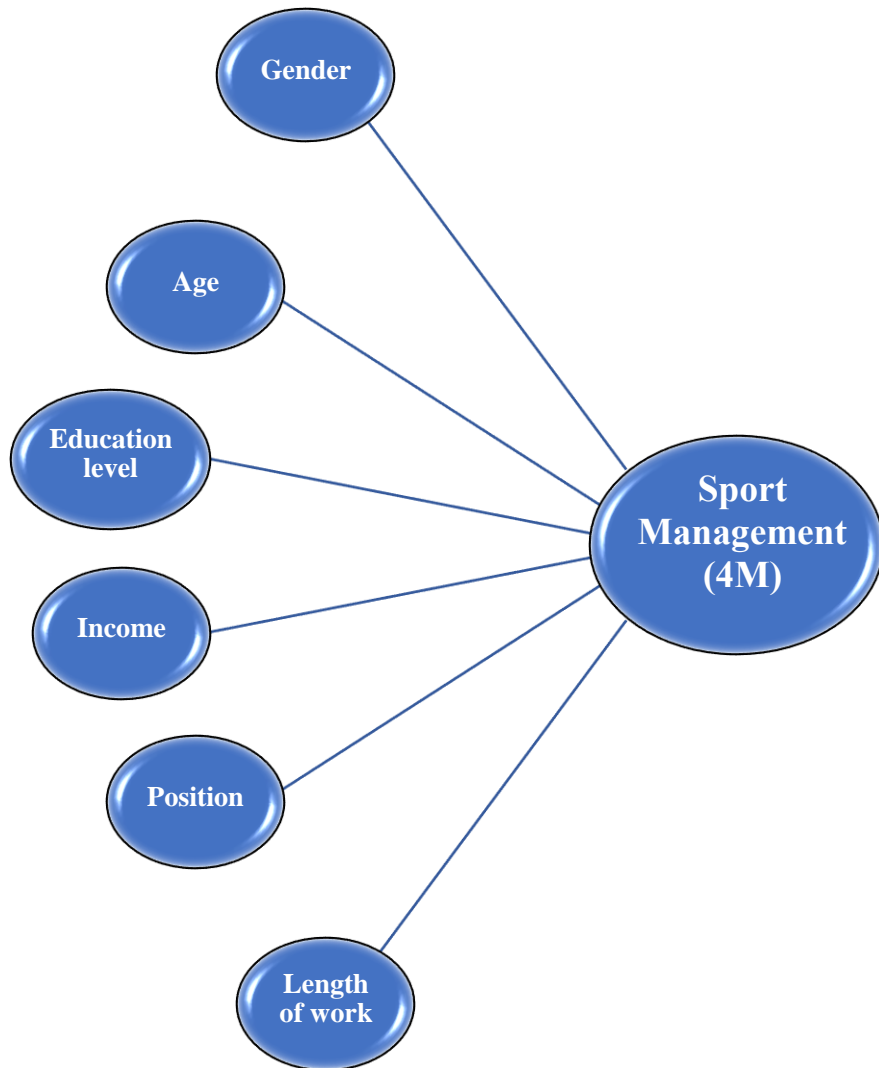 Gender
Age
Education
level
Sport
Management
(4M)
Income
Position
Length
of work